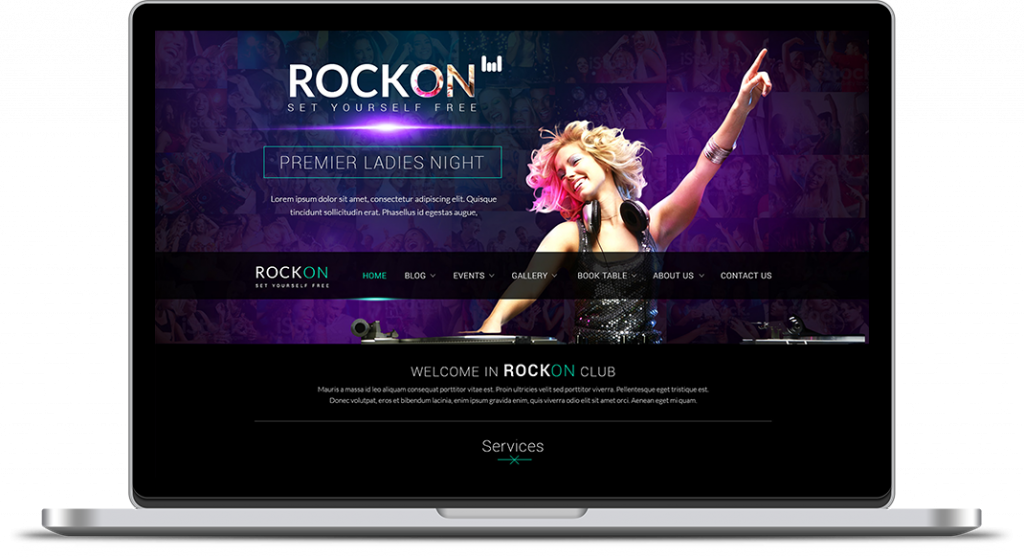 ROCKON
SET YOURSELF FREE
PREMIER LADIES NIGHT
Lorem ipsum dolor sit amet, consectetur adipiscing elit. Quisque
tincidunt sollicitudin erat. Phasellus id egestas augue,
ROCKON
SET YOURSELF FREE
HOME BLOG EVENTS GALLERY BOOK TABLE ABOUT US CONTACT US
WELCOME IN ROCKON CLUB
Mauris a massa id leo aliquam consequat porttitor vitae est. Proin ultricies velit sed porttitor viverra. Pellentesque eget tristique est.
Donec volutpat, eros et bibendum lacinia, enim ipsum gravida enim, quis viverra odio elit sit amet orci. Aenean eget mi quam.
Services